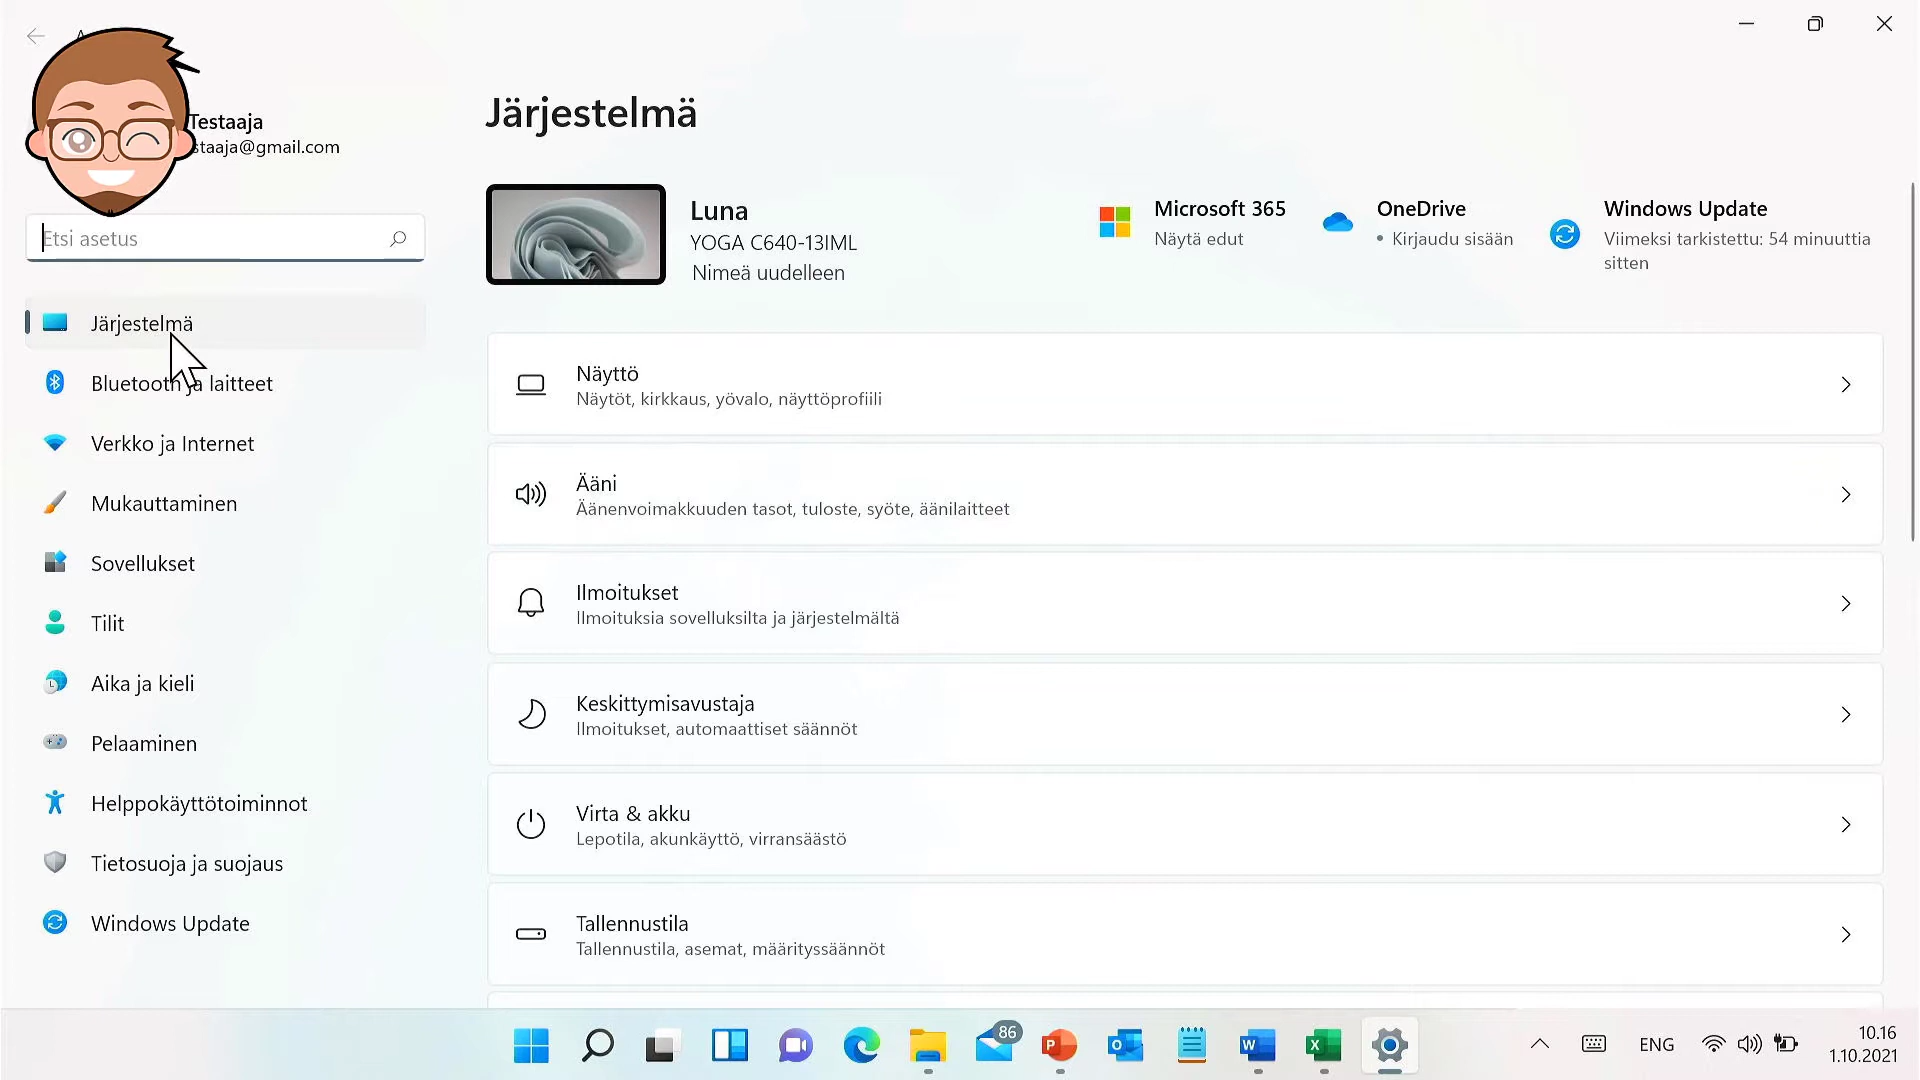 Testaaja
staaja@gmail.com
Etsi asetus
Järjestelmä
Bluetooth ja laitteet
Verkko ja Internet
Mukauttaminen
Sovellukset
Tilit
Aika ja kieli
Pelaaminen
Helppokäyttötoiminnot
Tietosuoja ja suojaus
Windows Update
Järjestelmä
Luna
YOGA C640-13IML
Nimeä uudelleen
Microsoft 365
Näytä edut
OneDrive
• Kirjaudu sisään
Windows Update
Viimeksi tarkistettu: 54 minuuttia
sitten
Näyttö
Näytöt, kirkkaus, yövalo, näyttöprofiili
Ääni
Äänenvoimakkuuden tasot, tuloste, syöte, äänilaitteet
Ilmoitukset
Ilmoituksia sovelluksilta ja järjestelmältä
Keskittymisavustaja
Ilmoitukset, automaattiset säännöt
Virta & akku
Lepotila, akunkäyttö, virransäästö
Tallennustila
Tallennustila, asemat, määrityssäännöt
86
ENG
10.16
1.10.2021